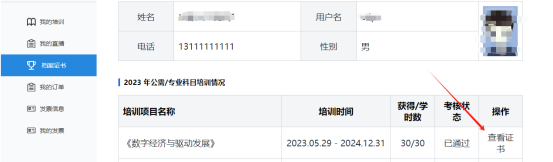 我的培训
我的直播
我的证书
我的订单
发票信息
我的发票
姓名 用户名
电话 13111111111 性别 男
2023 年公需/专业科目培训情况
培训项目名称 培训时间 获得/学时数 考核状态 操作
《数字经济与驱动发展》 2023.05.29 - 2024.12.31 30/30 已通过 查看证书